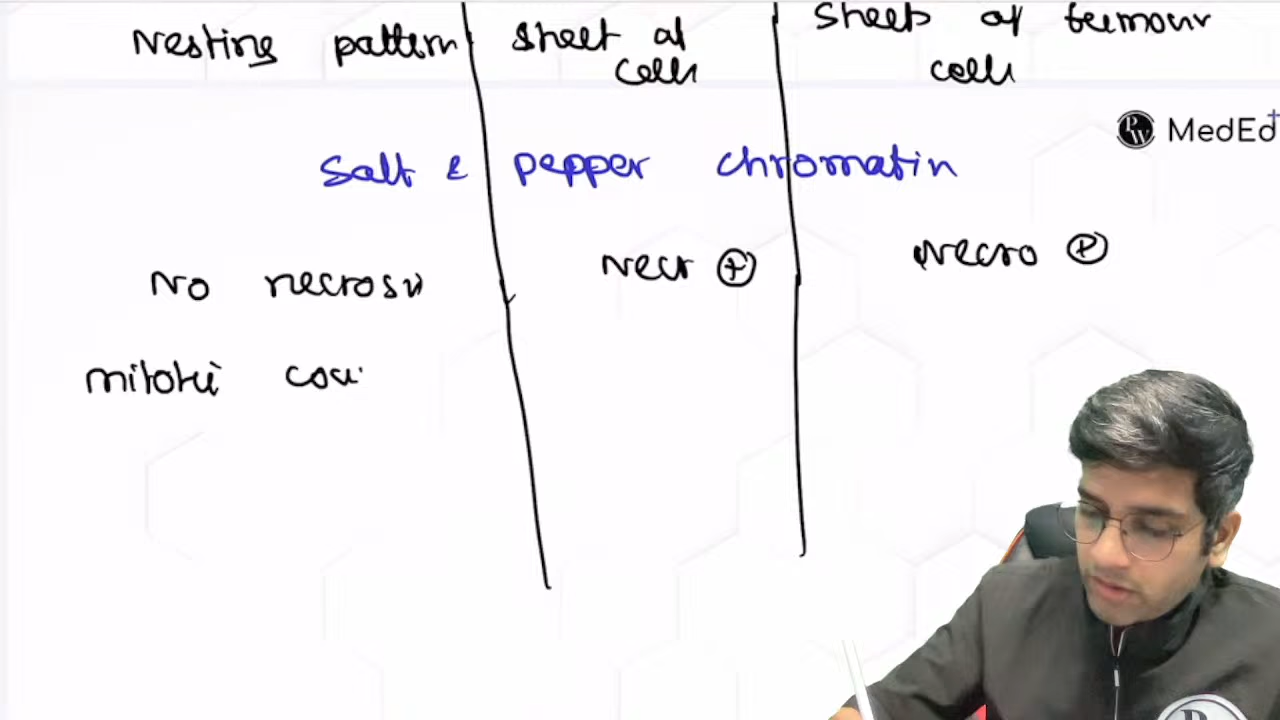 Nesting pattern
sheet of
cells
Sheets of tumour
cells
MedEd
salt & pepper chromatin
No necrosis
Necr +
Necro +
mitotic cou